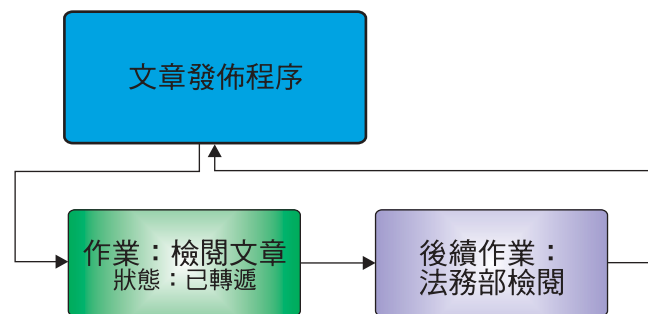 文章發佈程序
作業：檢閱文章
狀態：已轉遞
後續作業：
法務部檢閱